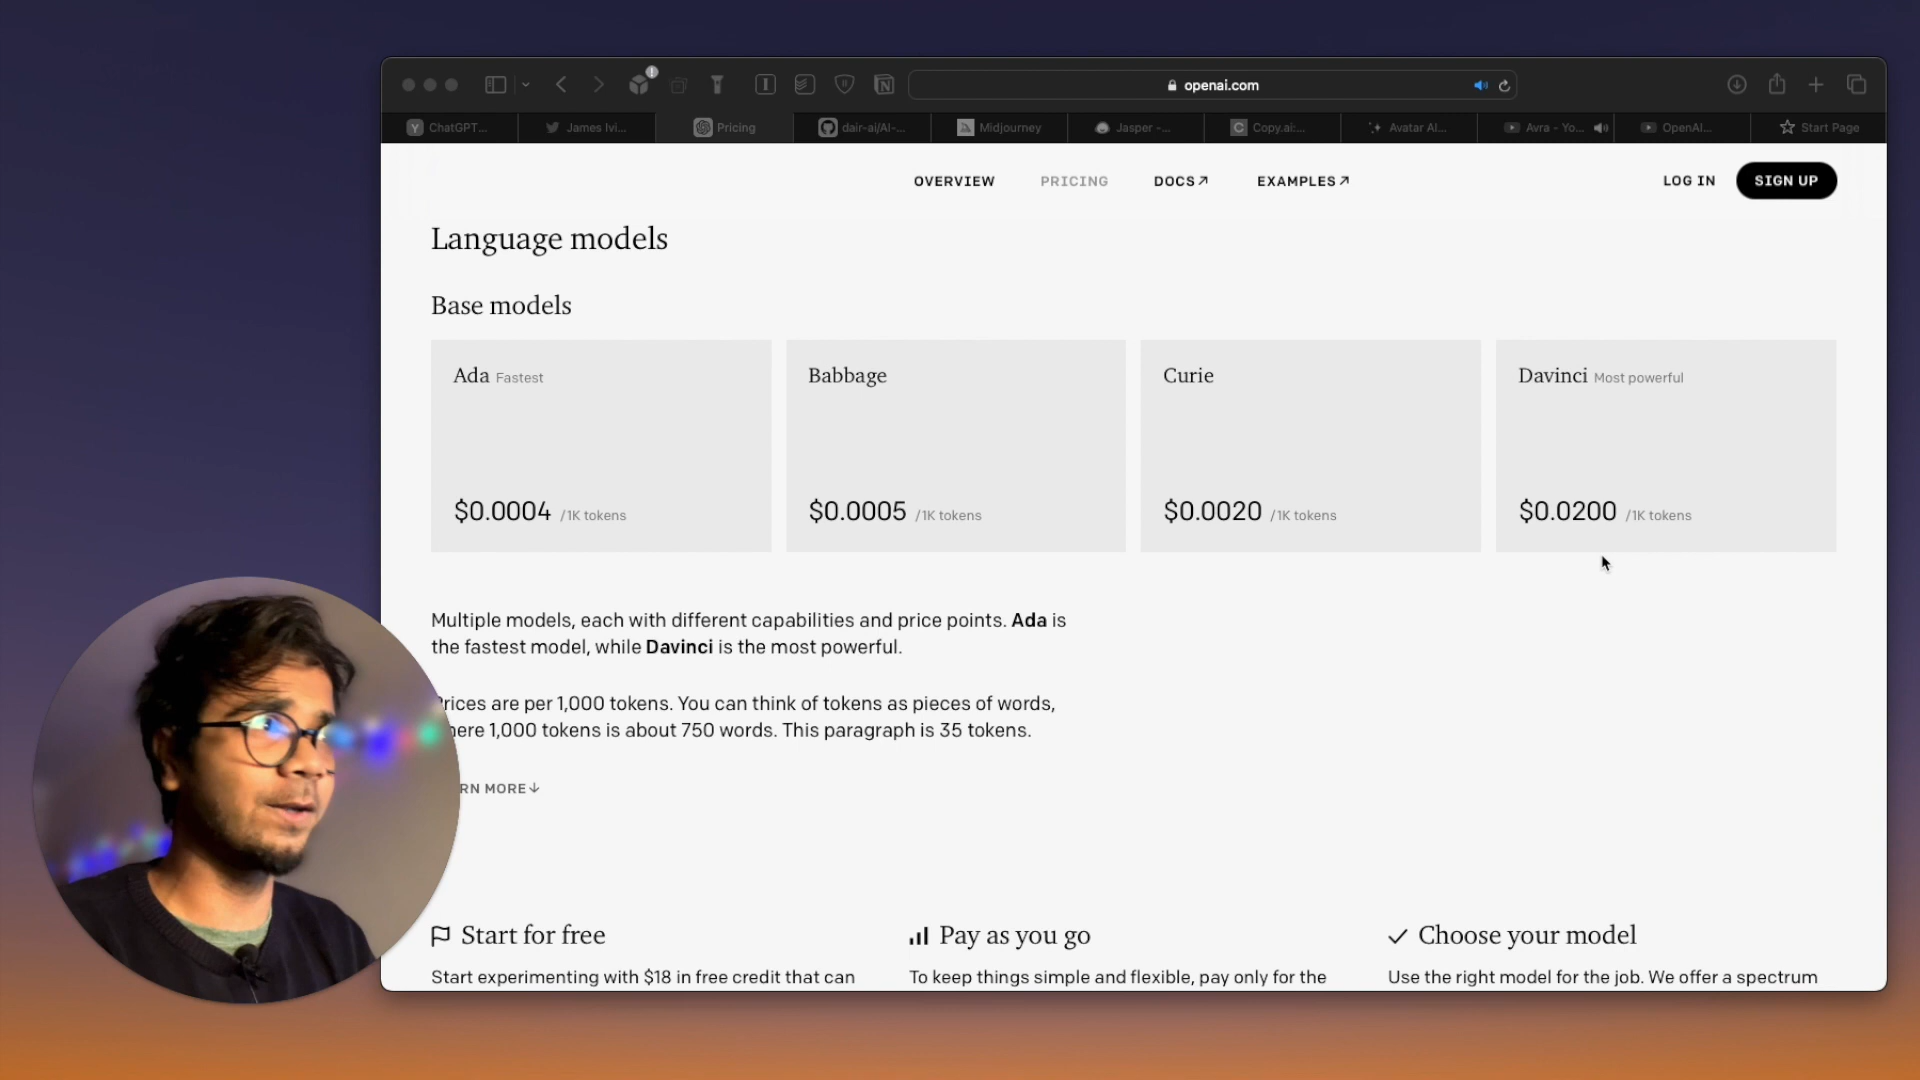 openai.com
ChatGPT...
James Ivi...
Pricing
dair-ai/AI-...
Midjourney
Jasper -...
Copy.ai:...
Avatar AI...
Avra - Yo...
OpenAI...
Start Page
OVERVIEW
PRICING
DOCS↗
EXAMPLES↗
LOG IN
SIGN UP
Language models
Base models
Ada Fastest
$0.0004 /1K tokens
Babbage
$0.0005 /1K tokens
Curie
$0.0020 /1K tokens
Davinci Most powerful
$0.0200 /1K tokens
Multiple models, each with different capabilities and price points. Ada is
the fastest model, while Davinci is the most powerful.
rices are per 1,000 tokens. You can think of tokens as pieces of words,
here 1,000 tokens is about 750 words. This paragraph is 35 tokens.
RN MORE↓
Start for free
Start experimenting with $18 in free credit that can
Pay as you go
To keep things simple and flexible, pay only for the
Choose your model
Use the right model for the job. We offer a spectrum